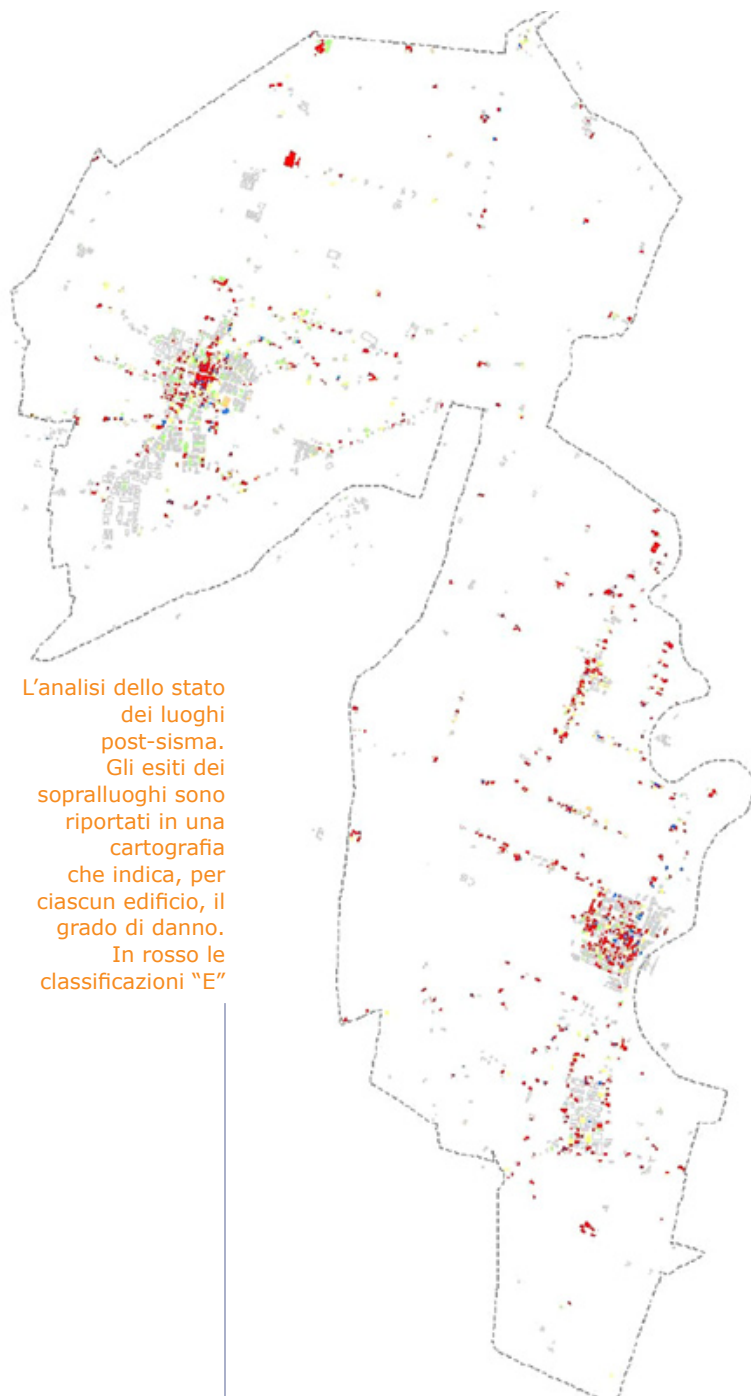 L'analisi dello stato
dei luoghi
post-sisma.
Gli esiti dei
sopralluoghi sono
riportati in una
cartografia
che indica, per
ciascun edificio, il
grado di danno.
In rosso le
classificazioni “E”